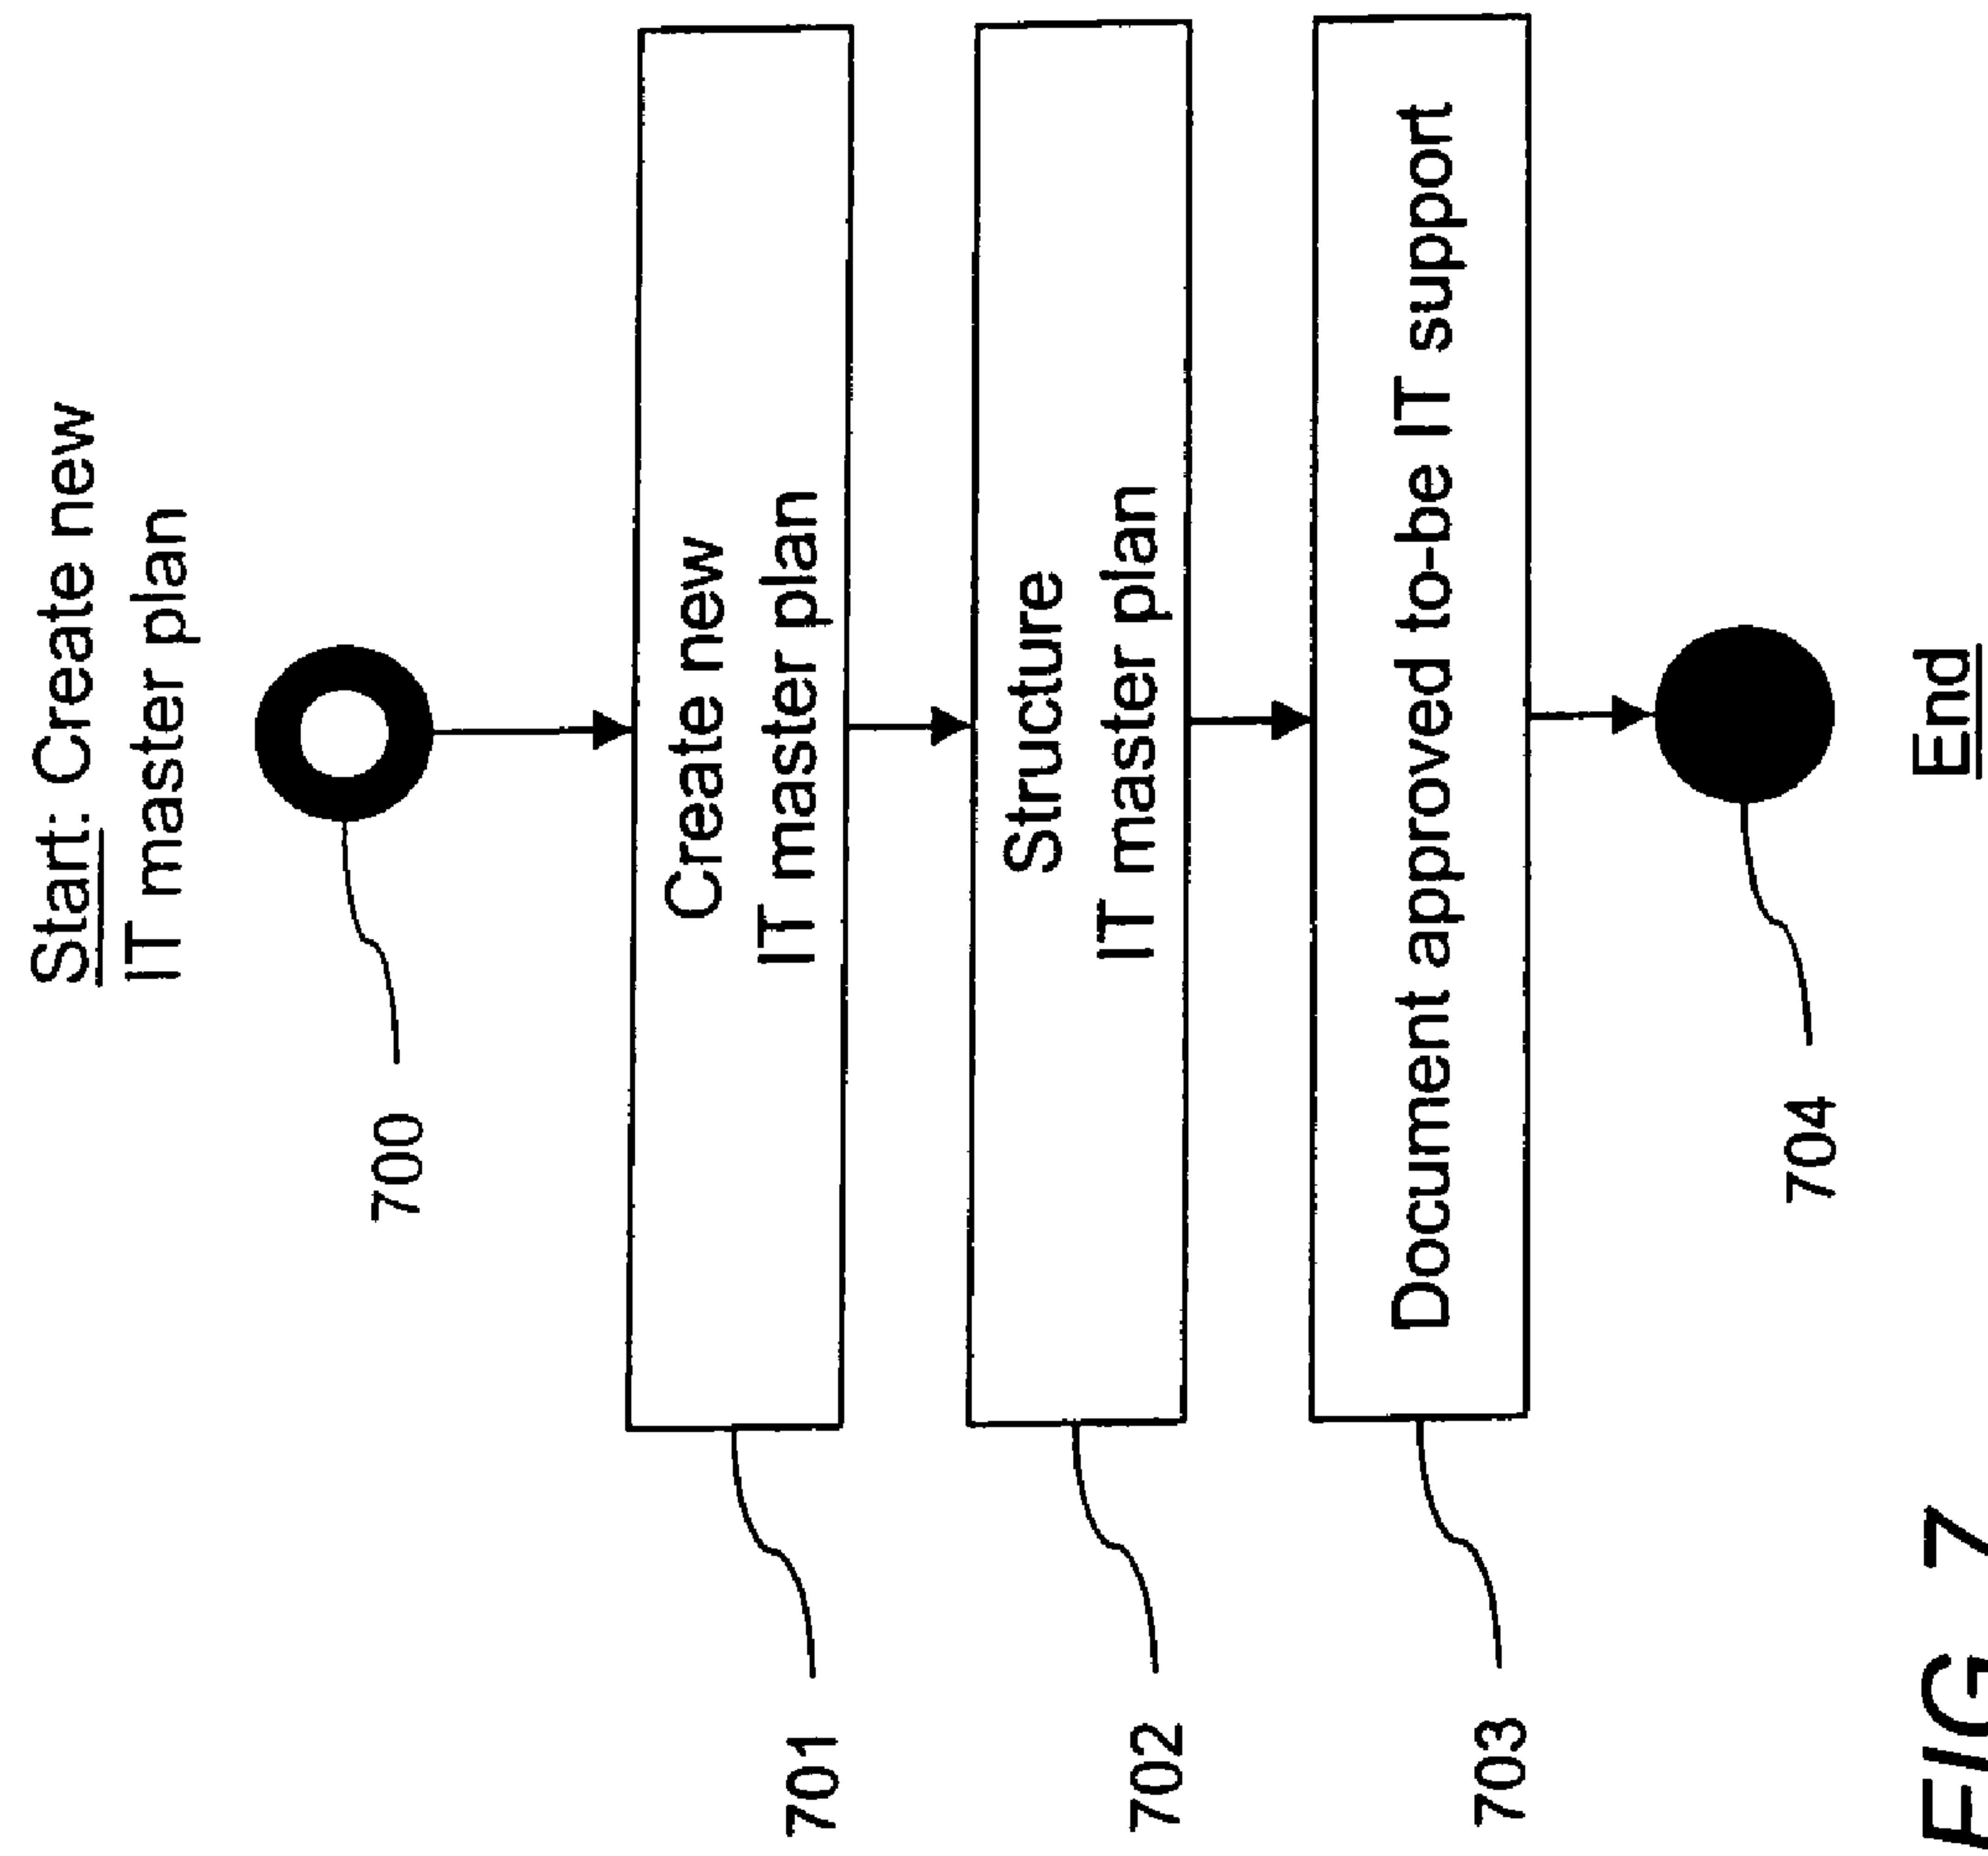 Start: Create new
IT master plan
700
Create new
IT master plan
701
Structure
IT master plan
702
Document approved to-be IT support
703
704
End
FIG 7